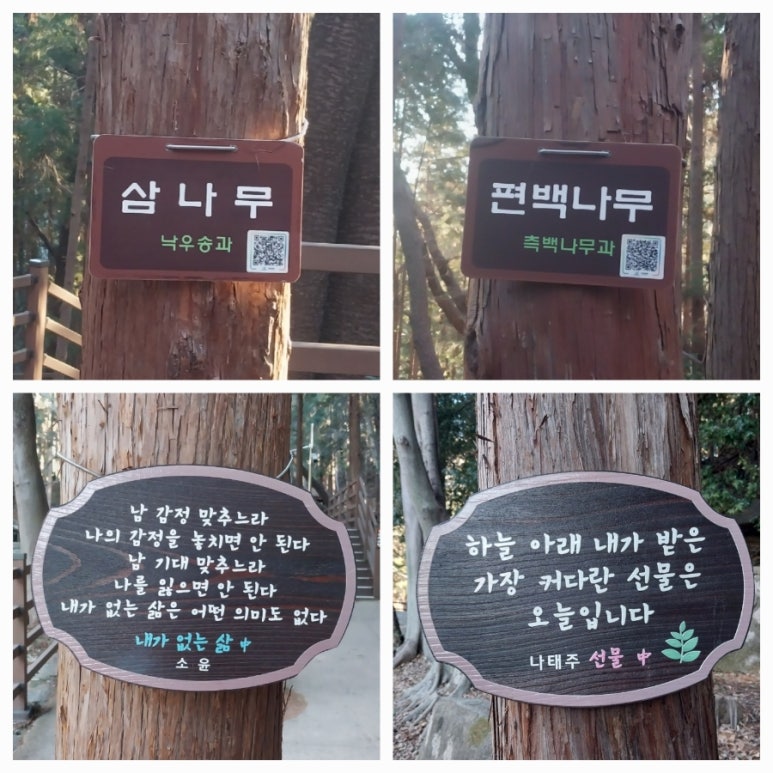 삼나무
낙우송과
편백나무
측백나무과
남 감정 맞추느라
나의 감정을 놓치면 안 된다
남 기대 맞추느라
나를 잃으면 안 된다
내가 없는 삶은 어떤 의미도 없다
내가 없는 삶 中
소윤
하늘 아래 내가 받은
가장 커다란 선물은
오늘입니다
나태주 선물 中